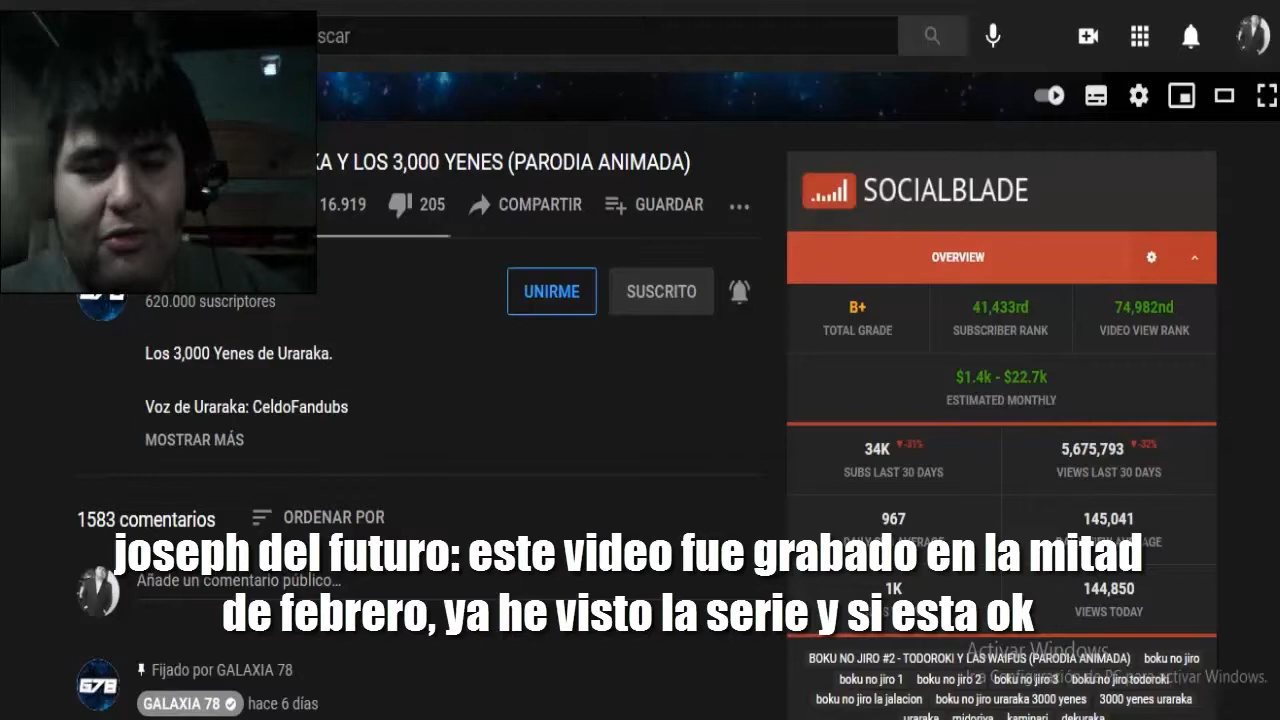 scar
KA Y LOS 3,000 YENES (PARODIA ANIMADA)
16.919
205
COMPARTIR
GUARDAR
620.000 suscriptores
UNIRME
SUSCRITO
Los 3,000 Yenes de Uraraka.
Voz de Uraraka: CeldoFandubs
MOSTRAR MÁS
1583 comentarios
ORDENAR POR
Añade un comentario público...
Fijado por GALAXIA 78
GALAXIA 78
hace 6 días
SOCIALBLADE
OVERVIEW
B+
TOTAL GRADE
41,433rd
SUBSCRIBER RANK
74,982nd
VIDEO VIEW RANK
$1.4k - $22.7k
ESTIMATED MONTHLY
34K ▼-31%
SUBS LAST 30 DAYS
5,675,793 ▼-32%
VIEWS LAST 30 DAYS
967
145,041
1K
144,850
VIEWS TODAY
joseph del futuro: este video fue grabado en la mitad
de febrero, ya he visto la serie y si esta ok
BOKU NO JIRO #2 - TODOROKI Y LAS WAIFUS (PARODIA ANIMADA) boku no jiro
boku no jiro 1 boku no jiro 2 boku no jiro 3 boku no jiro todoroki
boku no jiro la jalacion boku no jiro uraraka 3000 yenes 3000 yenes uraraka
uraraka midoriya kaminari dekuraka
Activar Windows